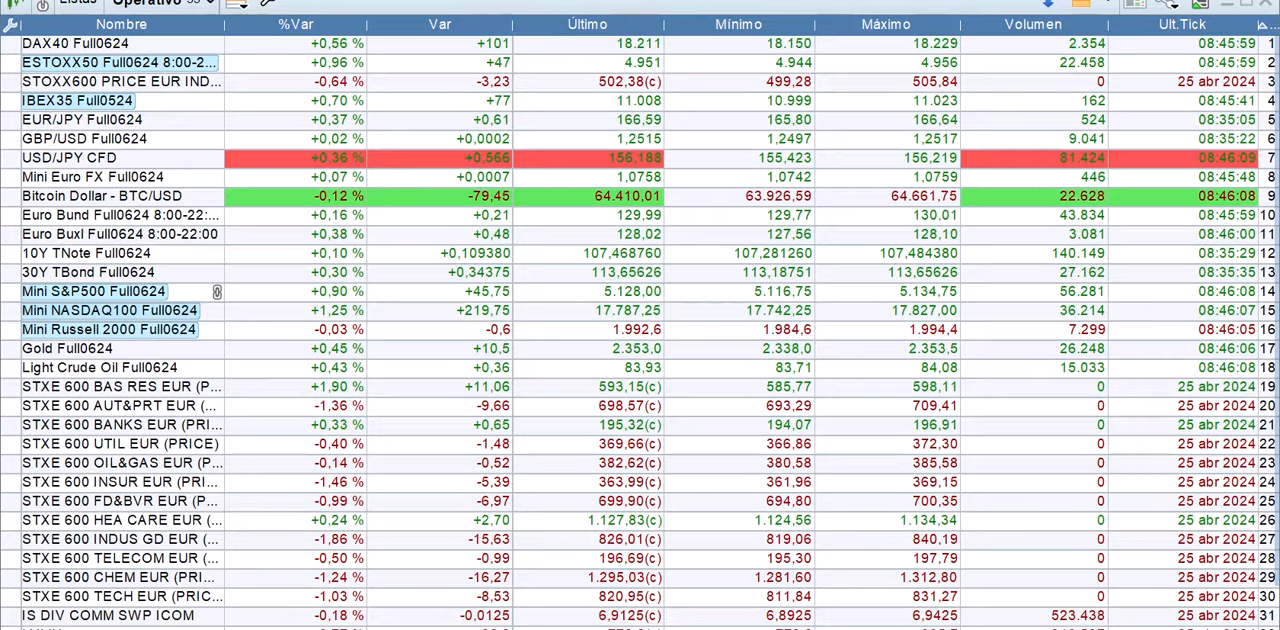 Listas Operativo
Nombre %Var Var Último Mínimo Máximo Volumen Ult.Tick
DAX40 Full0624 +0,56 % +101 18.211 18.150 18.229 2.354 08:45:59 1
ESTOXX50 Full0624 8:00-2... +0,96 % +47 4.951 4.944 4.956 22.458 08:45:59 2
STOXX600 PRICE EUR IND... -0,64 % -3,23 502,38(c) 499,28 505,84 0 25 abr 2024 3
IBEX35 Full0524 +0,70 % +77 11.008 10.999 11.023 162 08:45:41 4
EUR/JPY Full0624 +0,37 % +0,61 166,59 165,80 166,64 524 08:35:05 5
GBP/USD Full0624 +0,02 % +0,0002 1,2515 1,2497 1,2517 9.041 08:35:22 6
USD/JPY CFD +0,36 % +0,566 156,188 155,423 156,219 81.424 08:46:09 7
Mini Euro FX Full0624 +0,07 % +0,0007 1,0758 1,0742 1,0759 446 08:45:48 8
Bitcoin Dollar - BTC/USD -0,12 % -79,45 64.410,01 63.926,59 64.661,75 22.628 08:46:08 9
Euro Bund Full0624 8:00-22:... +0,16 % +0,21 129,99 129,77 130,01 43.834 08:45:59 10
Euro Buxl Full0624 8:00-22:00 +0,38 % +0,48 128,02 127,56 128,10 3.081 08:46:00 11
10Y TNote Full0624 +0,10 % +0,109380 107,468760 107,281260 107,484380 140.149 08:35:29 12
30Y TBond Full0624 +0,30 % +0,34375 113,65626 113,18751 113,65626 27.162 08:35:35 13
Mini S&P500 Full0624 +0,90 % +45,75 5.128,00 5.116,75 5.134,75 56.281 08:46:08 14
Mini NASDAQ100 Full0624 +1,25 % +219,75 17.787,25 17.742,25 17.827,00 36.214 08:46:07 15
Mini Russell 2000 Full0624 -0,03 % -0,6 1.992,6 1.984,6 1.994,4 7.299 08:46:05 16
Gold Full0624 +0,45 % +10,5 2.353,0 2.338,0 2.353,5 26.248 08:46:06 17
Light Crude Oil Full0624 +0,43 % +0,36 83,93 83,71 84,08 15.033 08:46:08 18
STXE 600 BAS RES EUR (P... +1,90 % +11,06 593,15(c) 585,77 598,11 0 25 abr 2024 19
STXE 600 AUT&PRT EUR (... -1,36 % -9,66 698,57(c) 693,29 709,41 0 25 abr 2024 20
STXE 600 BANKS EUR (PRI... +0,33 % +0,65 195,32(c) 194,07 196,91 0 25 abr 2024 21
STXE 600 UTIL EUR (PRICE) -0,40 % -1,48 369,66(c) 366,86 372,30 0 25 abr 2024 22
STXE 600 OIL&GAS EUR (P... -0,14 % -0,52 382,62(c) 380,58 385,58 0 25 abr 2024 23
STXE 600 INSUR EUR (PRI... -1,46 % -5,39 363,99(c) 361,96 369,15 0 25 abr 2024 24
STXE 600 FD&BVR EUR (P... -0,99 % -6,97 699,90(c) 694,80 700,35 0 25 abr 2024 25
STXE 600 HEA CARE EUR (... +0,24 % +2,70 1.127,83(c) 1.124,56 1.134,34 0 25 abr 2024 26
STXE 600 INDUS GD EUR (... -1,86 % -15,63 826,01(c) 819,06 840,19 0 25 abr 2024 27
STXE 600 TELECOM EUR (... -0,50 % -0,99 196,69(c) 195,30 197,79 0 25 abr 2024 28
STXE 600 CHEM EUR (PRI... -1,24 % -16,27 1.295,03(c) 1.281,60 1.312,80 0 25 abr 2024 29
STXE 600 TECH EUR (PRIC... -1,03 % -8,53 820,95(c) 811,84 831,27 0 25 abr 2024 30
IS DIV COMM SWP ICOM -0,18 % -0,0125 6,9125(c) 6,8925 6,9425 523.438 25 abr 2024 31